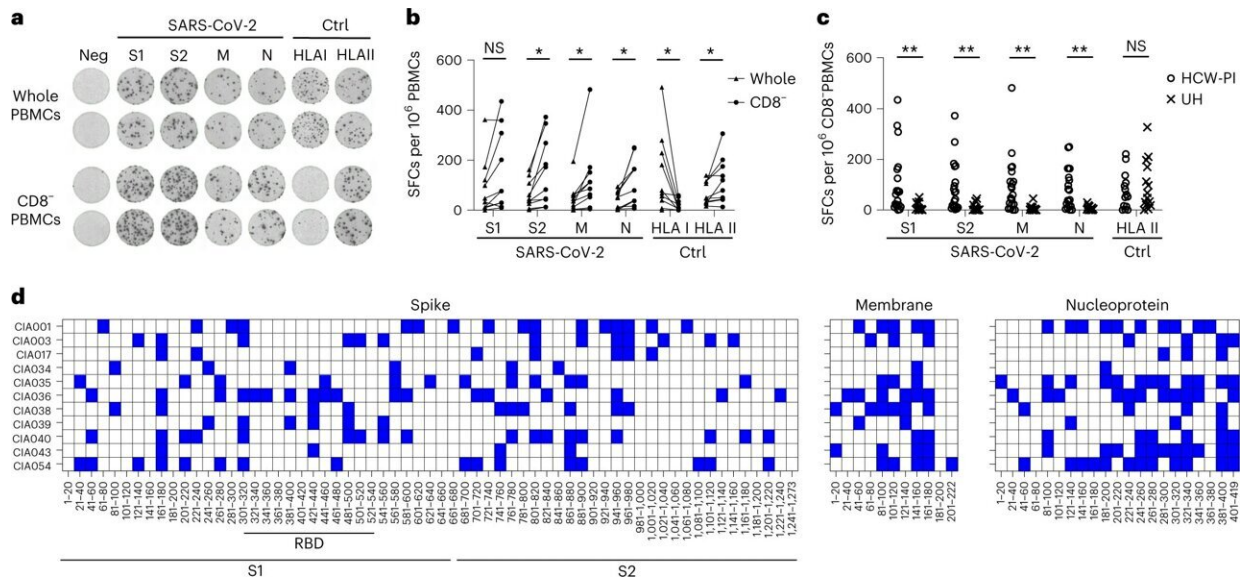 a
SARS-CoV-2 Ctrl
Neg S1 S2 M N HLAI HLAII
Whole
PBMCs
CD8⁻
PBMCs
b
NS * * * * *
600
400
200
0
SFCs per 10⁶ PBMCs
Whole
CD8⁻
S1 S2 M N HLA I HLA II
SARS-CoV-2 Ctrl
c
** ** ** ** NS
600
400
200
0
SFCs per 10⁶ CD8⁻PBMCs
HCW-PI
UH
S1 S2 M N HLA II
SARS-CoV-2 Ctrl
d
Spike Membrane Nucleoprotein
CIA001
CIA003
CIA017
CIA034
CIA035
CIA036
CIA038
CIA039
CIA040
CIA043
CIA054
1–20
21–40
41–60
61–80
81–100
101–120
121–140
141–160
161–180
181–200
201–220
221–240
241–260
261–280
281–300
301–320
321–340
341–360
361–380
381–400
401–420
421–440
441–460
461–480
481–500
501–520
521–540
541–560
561–580
581–600
601–620
621–640
641–660
661–680
681–700
701–720
721–740
741–760
761–780
781–800
801–820
821–840
841–860
861–880
881–900
901–920
921–940
941–960
961–980
981–1,000
1,001–1,020
1,021–1,040
1,041–1,060
1,061–1,080
1,081–1,100
1,101–1,120
1,121–1,140
1,141–1,160
1,161–1,180
1,181–1,200
1,201–1,220
1,221–1,240
1,241–1,273
1–20
21–40
41–60
61–80
81–100
101–120
121–140
141–160
161–180
181–200
201–222
1–20
21–40
41–60
61–80
81–100
101–120
121–140
141–160
161–180
181–200
201–220
221–240
241–260
261–280
281–300
301–320
321–340
341–360
361–380
381–400
401–419
RBD
S1 S2